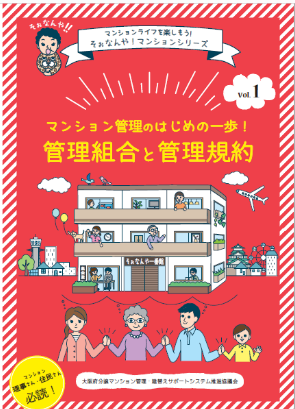 そぉなんや!!
マンションライフを楽しもう!
そぉなんや!マンションシリーズ
Vol.1
マンション管理のはじめの一歩!
管理組合と管理規約
そぉなんや一番館
マンション
理事さん、住民さん
必読!
大阪府分譲マンション管理・建替えサポートシステム推進協議会